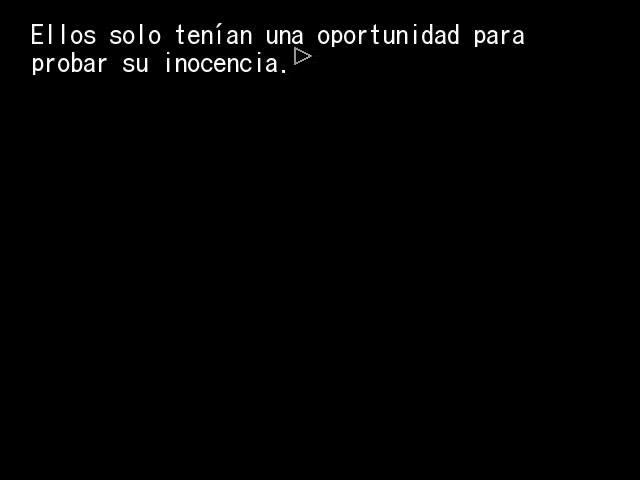 Ellos solo tenían una oportunidad para
probar su inocencia.